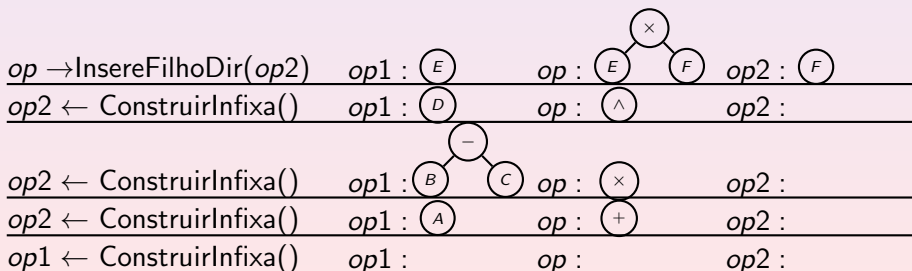 ×
op →InsereFilhoDir(op2) op1 : E op : E F op2 : F
op2 ← ConstruirInfixa() op1 : D op : ∧ op2 :
−
op2 ← ConstruirInfixa() op1 : B C op : × op2 :
op2 ← ConstruirInfixa() op1 : A op : + op2 :
op1 ← ConstruirInfixa() op1 : op : op2 :